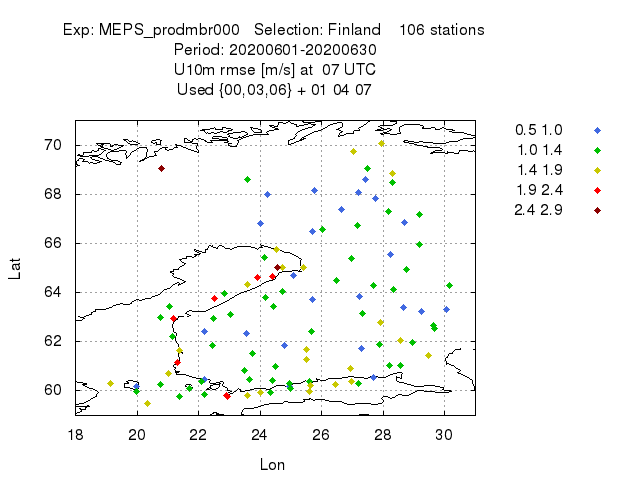 Exp: MEPS_prodmbr000 Selection: Finland 106 stations
Period: 20200601-20200630
U10m rmse [m/s] at 07 UTC
Used {00,03,06} + 01 04 07
0.5 1.0
1.0 1.4
1.4 1.9
1.9 2.4
2.4 2.9
70
68
66
64
62
60
Lat
18 20 22 24 26 28 30
Lon